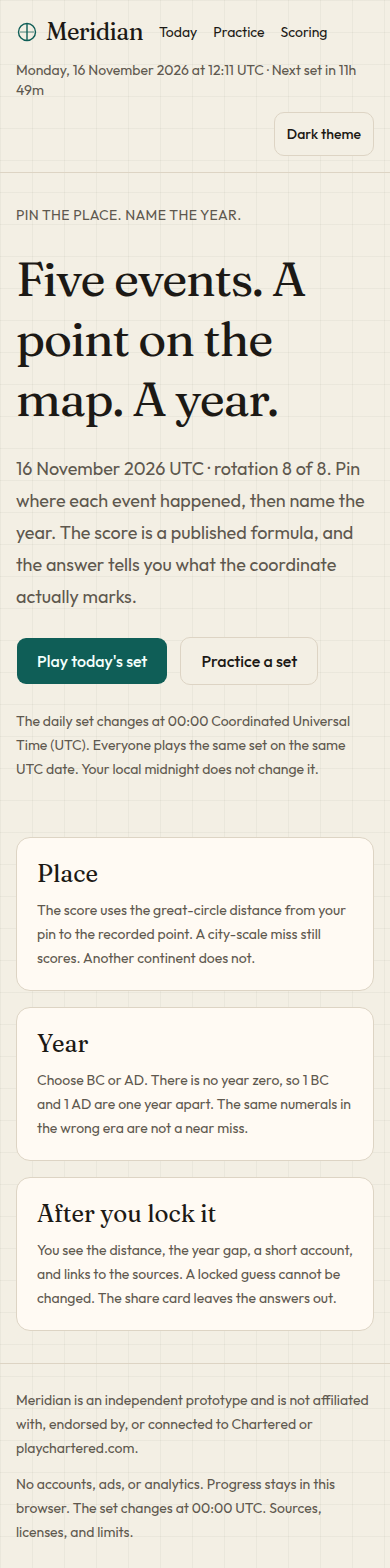 Meridian Today Practice Scoring
Monday, 16 November 2026 at 12:11 UTC · Next set in 11h
49m
Dark theme
PIN THE PLACE. NAME THE YEAR.
Five events. A
point on the
map. A year.
16 November 2026 UTC · rotation 8 of 8. Pin
where each event happened, then name the
year. The score is a published formula, and
the answer tells you what the coordinate
actually marks.
Play today's set
Practice a set
The daily set changes at 00:00 Coordinated Universal
Time (UTC). Everyone plays the same set on the same
UTC date. Your local midnight does not change it.
Place
The score uses the great-circle distance from your
pin to the recorded point. A city-scale miss still
scores. Another continent does not.
Year
Choose BC or AD. There is no year zero, so 1 BC
and 1 AD are one year apart. The same numerals in
the wrong era are not a near miss.
After you lock it
You see the distance, the year gap, a short account,
and links to the sources. A locked guess cannot be
changed. The share card leaves the answers out.
Meridian is an independent prototype and is not affiliated
with, endorsed by, or connected to Chartered or
playchartered.com.
No accounts, ads, or analytics. Progress stays in this
browser. The set changes at 00:00 UTC. Sources,
licenses, and limits.